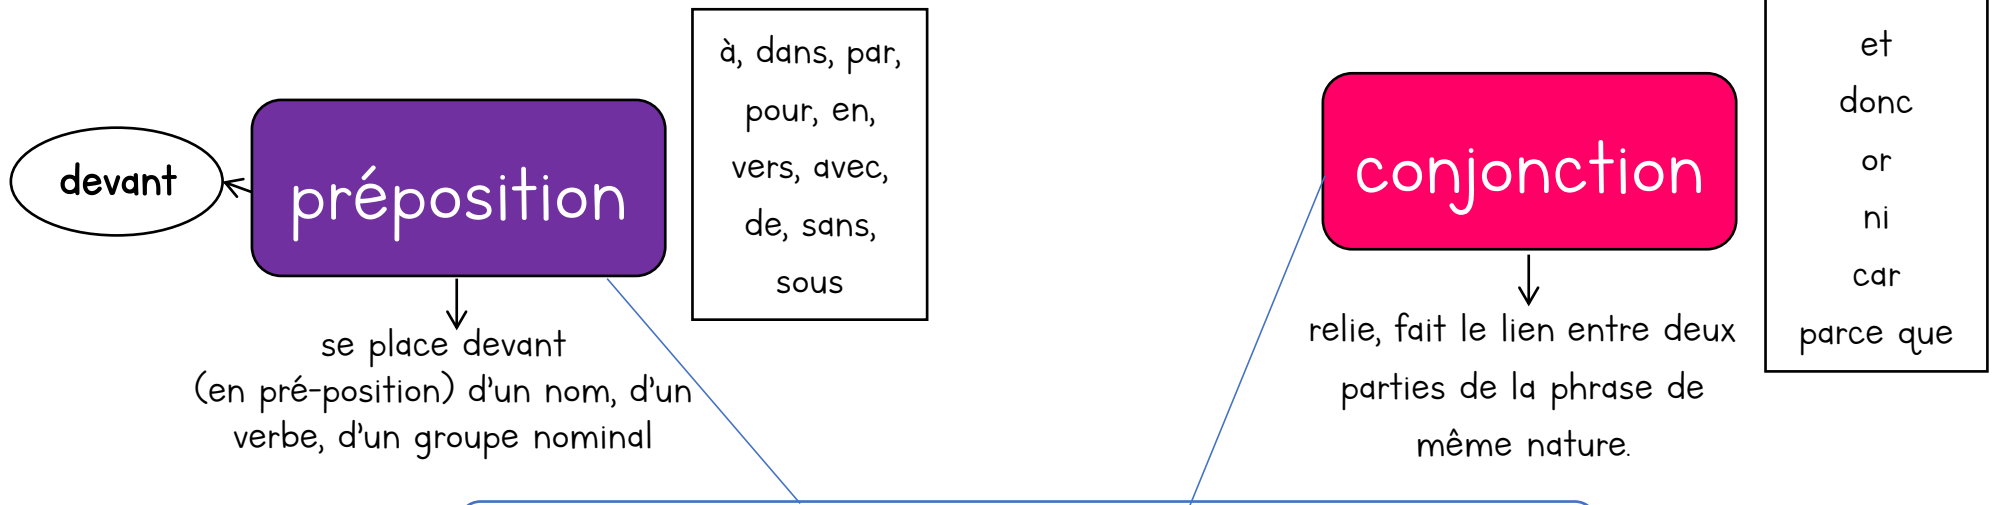 devant
préposition
à, dans, par,
pour, en,
vers, avec,
de, sans,
sous
se place devant
(en pré-position) d'un nom, d'un
verbe, d'un groupe nominal
conjonction
et
donc
or
ni
car
parce que
relie, fait le lien entre deux
parties de la phrase de
même nature.